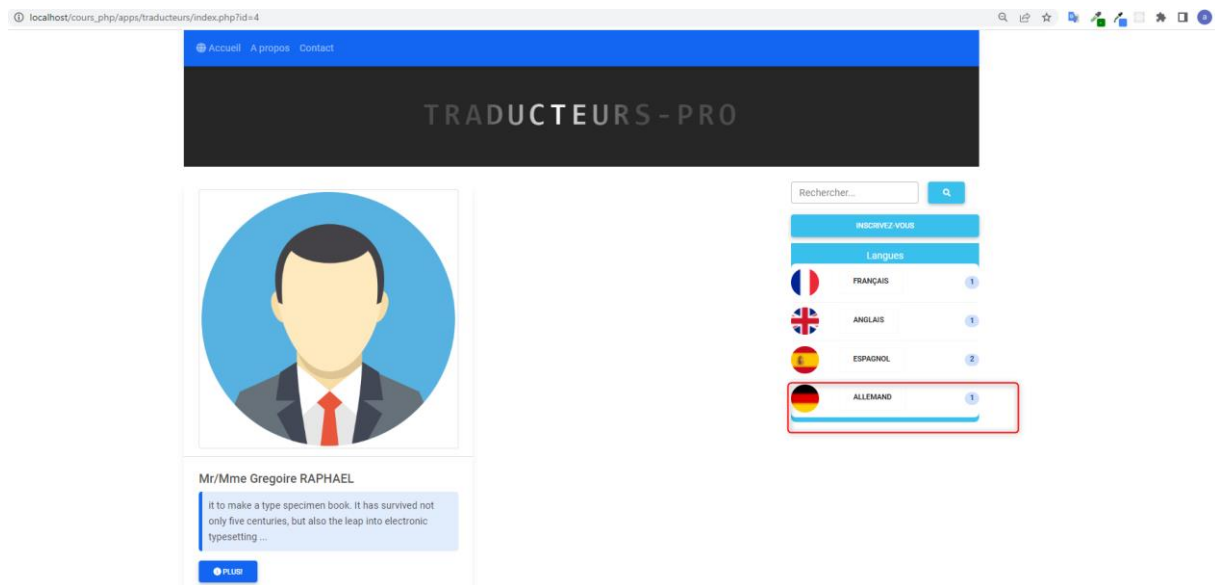 localhost/cours_php/apps/traducteurs/index.php?id=4
a
Accueil A propos Contact
TRADUCTEURS-PRO
Rechercher...
INSCRIVEZ-VOUS
Langues
FRANÇAIS 1
ANGLAIS 1
ESPAGNOL 2
ALLEMAND 1
Mr/Mme Gregoire RAPHAEL
it to make a type specimen book. It has survived not
only five centuries, but also the leap into electronic
typesetting ...
PLUS!